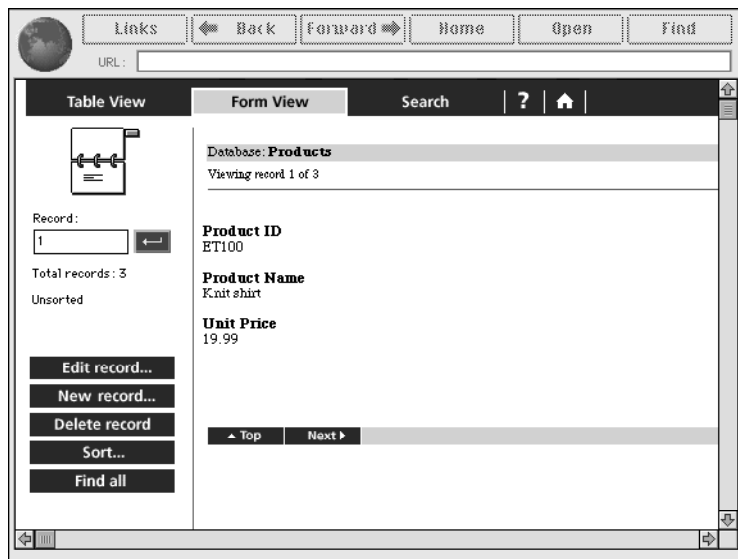 Links Back Forward Home Open Find
URL:
Table View Form View Search ?
Database: Products
Viewing record 1 of 3
Record:
1
Total records: 3
Unsorted
Product ID
ET100
Product Name
Knit shirt
Unit Price
19.99
Edit record...
New record...
Delete record
Sort...
Find all
Top Next